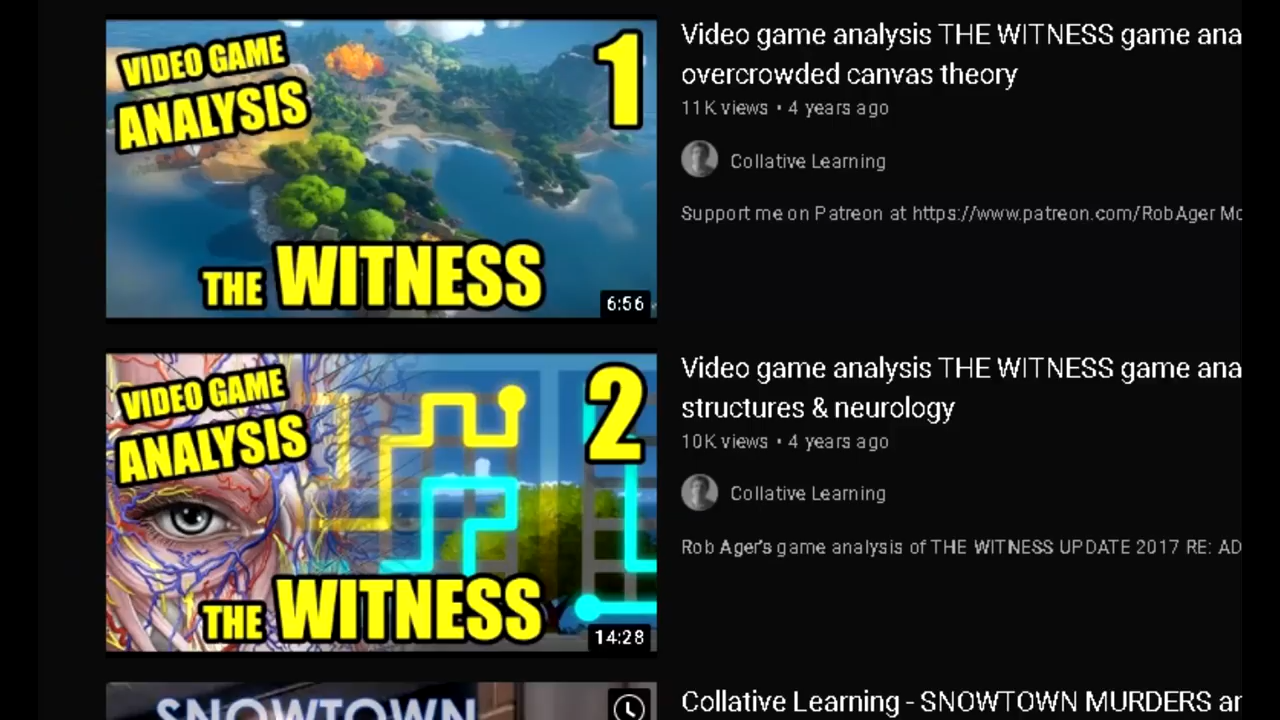 VIDEO GAME
ANALYSIS
1
THE WITNESS
6:56
Video game analysis THE WITNESS game ana
overcrowded canvas theory
11K views • 4 years ago
Collative Learning
Support me on Patreon at https://www.patreon.com/RobAger Mo
VIDEO GAME
ANALYSIS
2
THE WITNESS
14:28
Video game analysis THE WITNESS game ana
structures & neurology
10K views • 4 years ago
Collative Learning
Rob Ager's game analysis of THE WITNESS UPDATE 2017 RE: AD
SNOWTOWN
Collative Learning - SNOWTOWN MURDERS ar